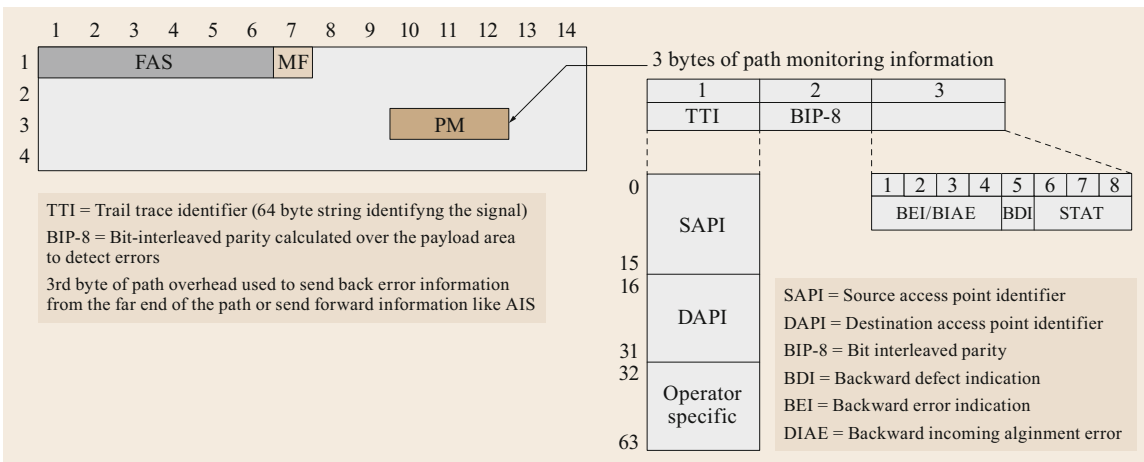 1 2 3 4 5 6 7 8 9 10 11 12 13 14
1 FAS MF
2
3 PM
4
3 bytes of path monitoring information
1 2 3
TTI BIP-8
TTI = Trail trace identifier (64 byte string identifyng the signal)
BIP-8 = Bit-interleaved parity calculated over the payload area
to detect errors
3rd byte of path overhead used to send back error information
from the far end of the path or send forward information like AIS
0
SAPI
15
16
DAPI
31
32
Operator
specific
63
1 2 3 4 5 6 7 8
BEI/BIAE BDI STAT
SAPI = Source access point identifier
DAPI = Destination access point identifier
BIP-8 = Bit interleaved parity
BDI = Backward defect indication
BEI = Backward error indication
DIAE = Backward incoming alginment error